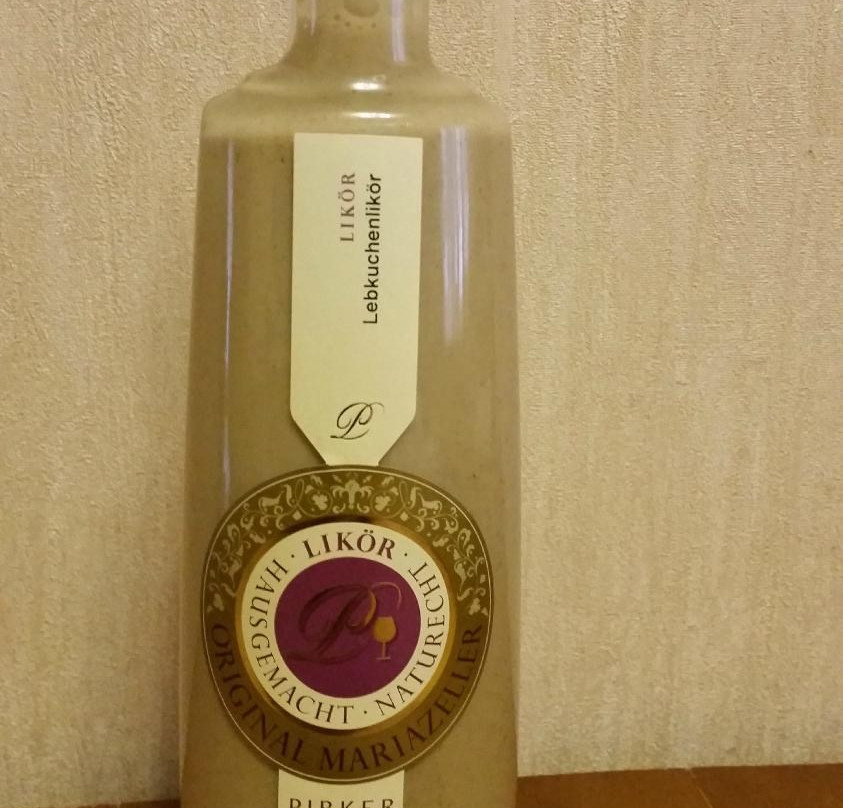 LIKÖR
Lebkuchenlikör
P
· LIKÖR ·
HAUSGEMACHT · NATURECHT
P
ORIGINAL MARIAZELLER
PIRKER